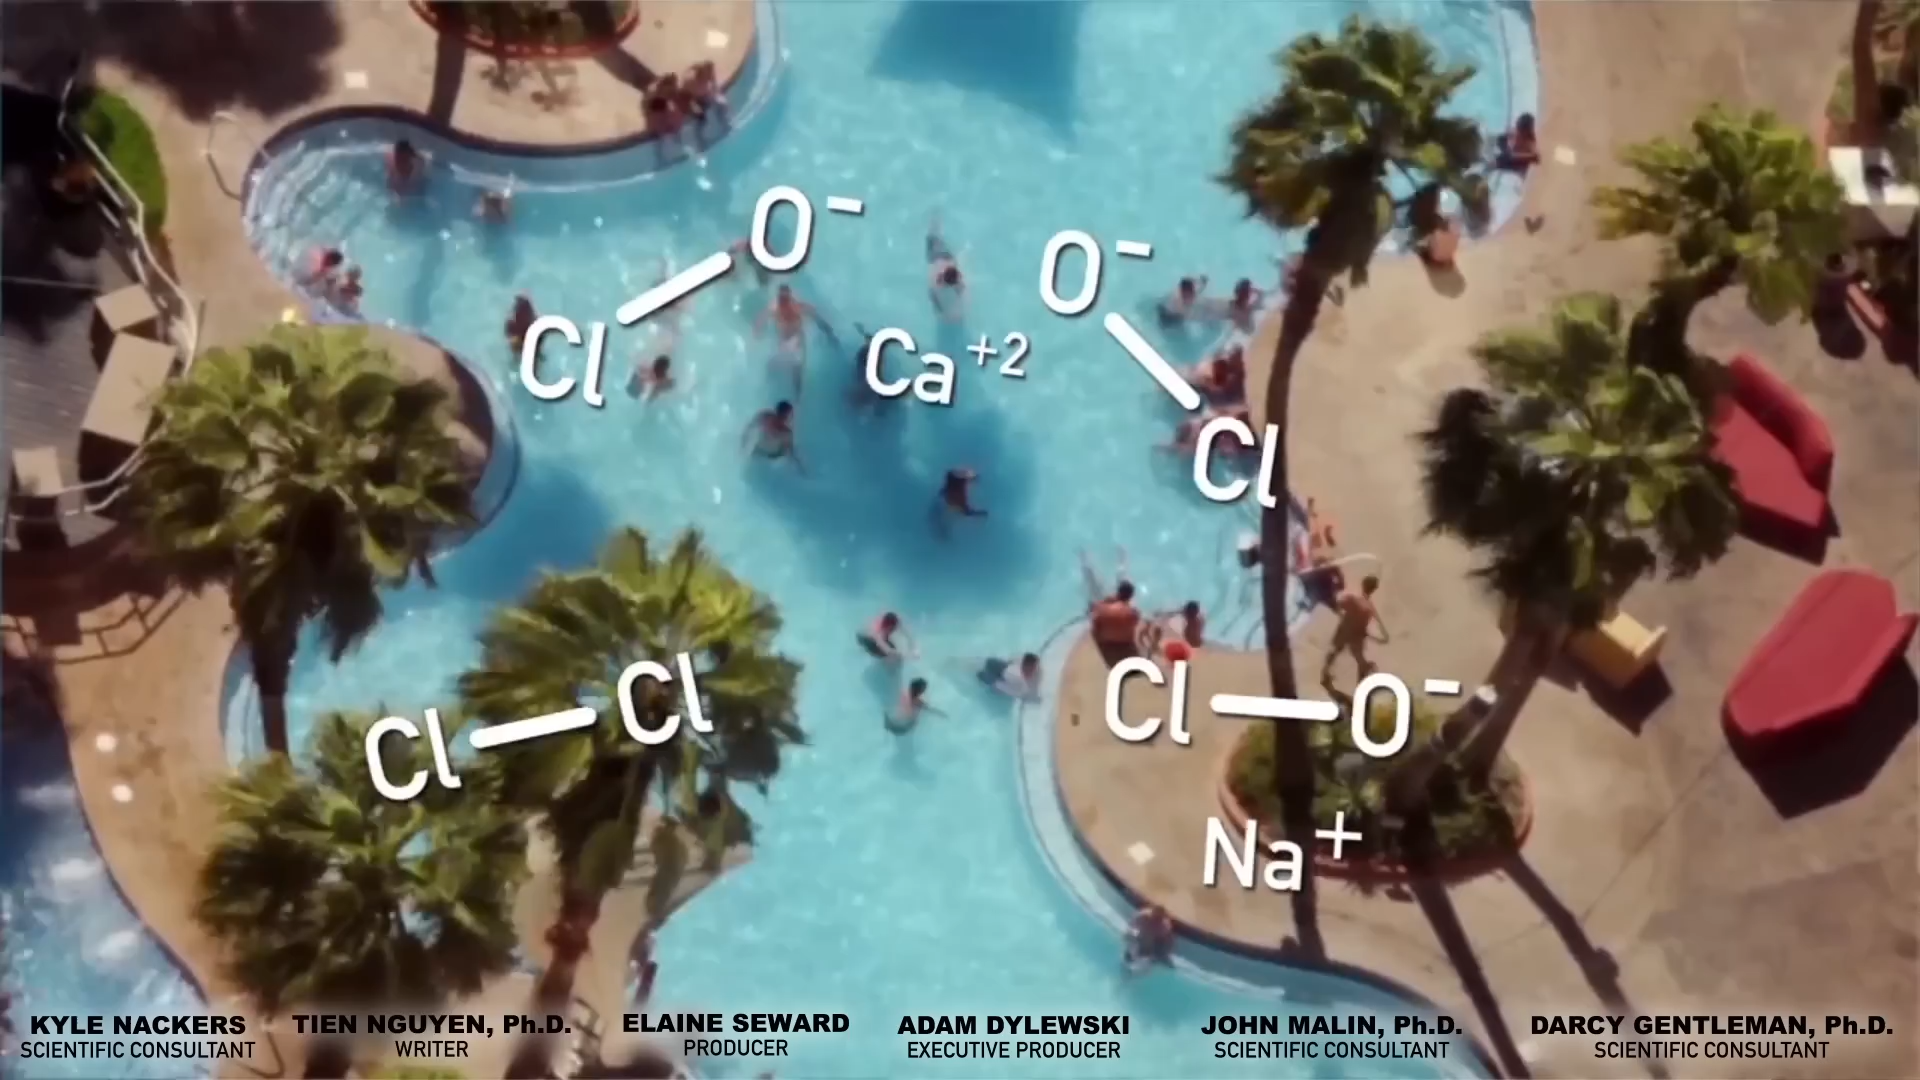 O⁻
Cl
O⁻
Ca⁺²
Cl
Cl Cl
Cl O⁻
Na⁺
KYLE NACKERS
SCIENTIFIC CONSULTANT
TIEN NGUYEN, Ph.D.
WRITER
ELAINE SEWARD
PRODUCER
ADAM DYLEWSKI
EXECUTIVE PRODUCER
JOHN MALIN, Ph.D.
SCIENTIFIC CONSULTANT
DARCY GENTLEMAN, Ph.D.
SCIENTIFIC CONSULTANT